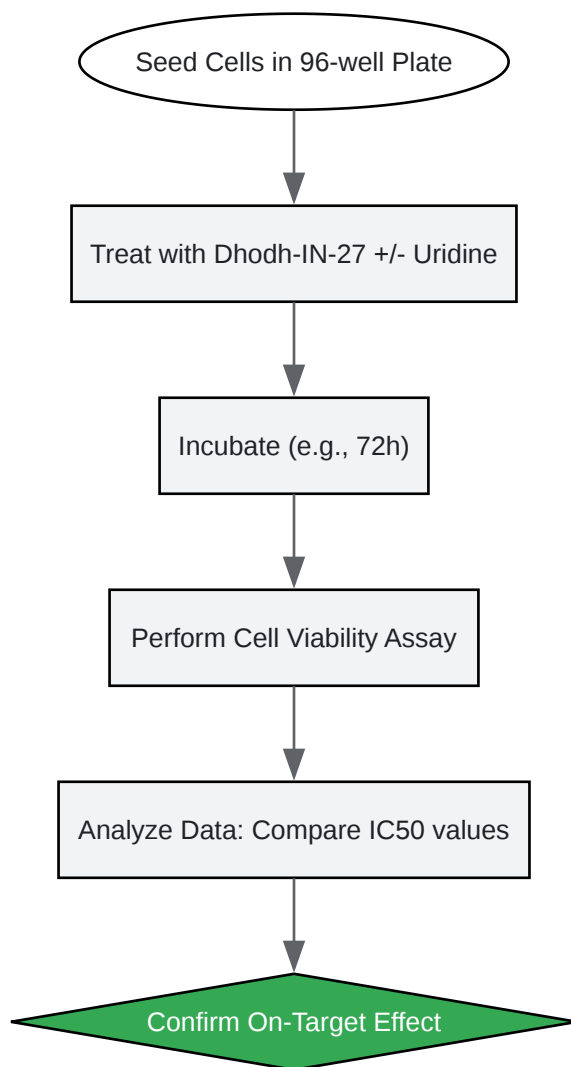 Seed Cells in 96-well Plate
Treat with Dhodh-IN-27 +/- Uridine
Incubate (e.g., 72h)
Perform Cell Viability Assay
Analyze Data: Compare IC50 values
Confirm On-Target Effect